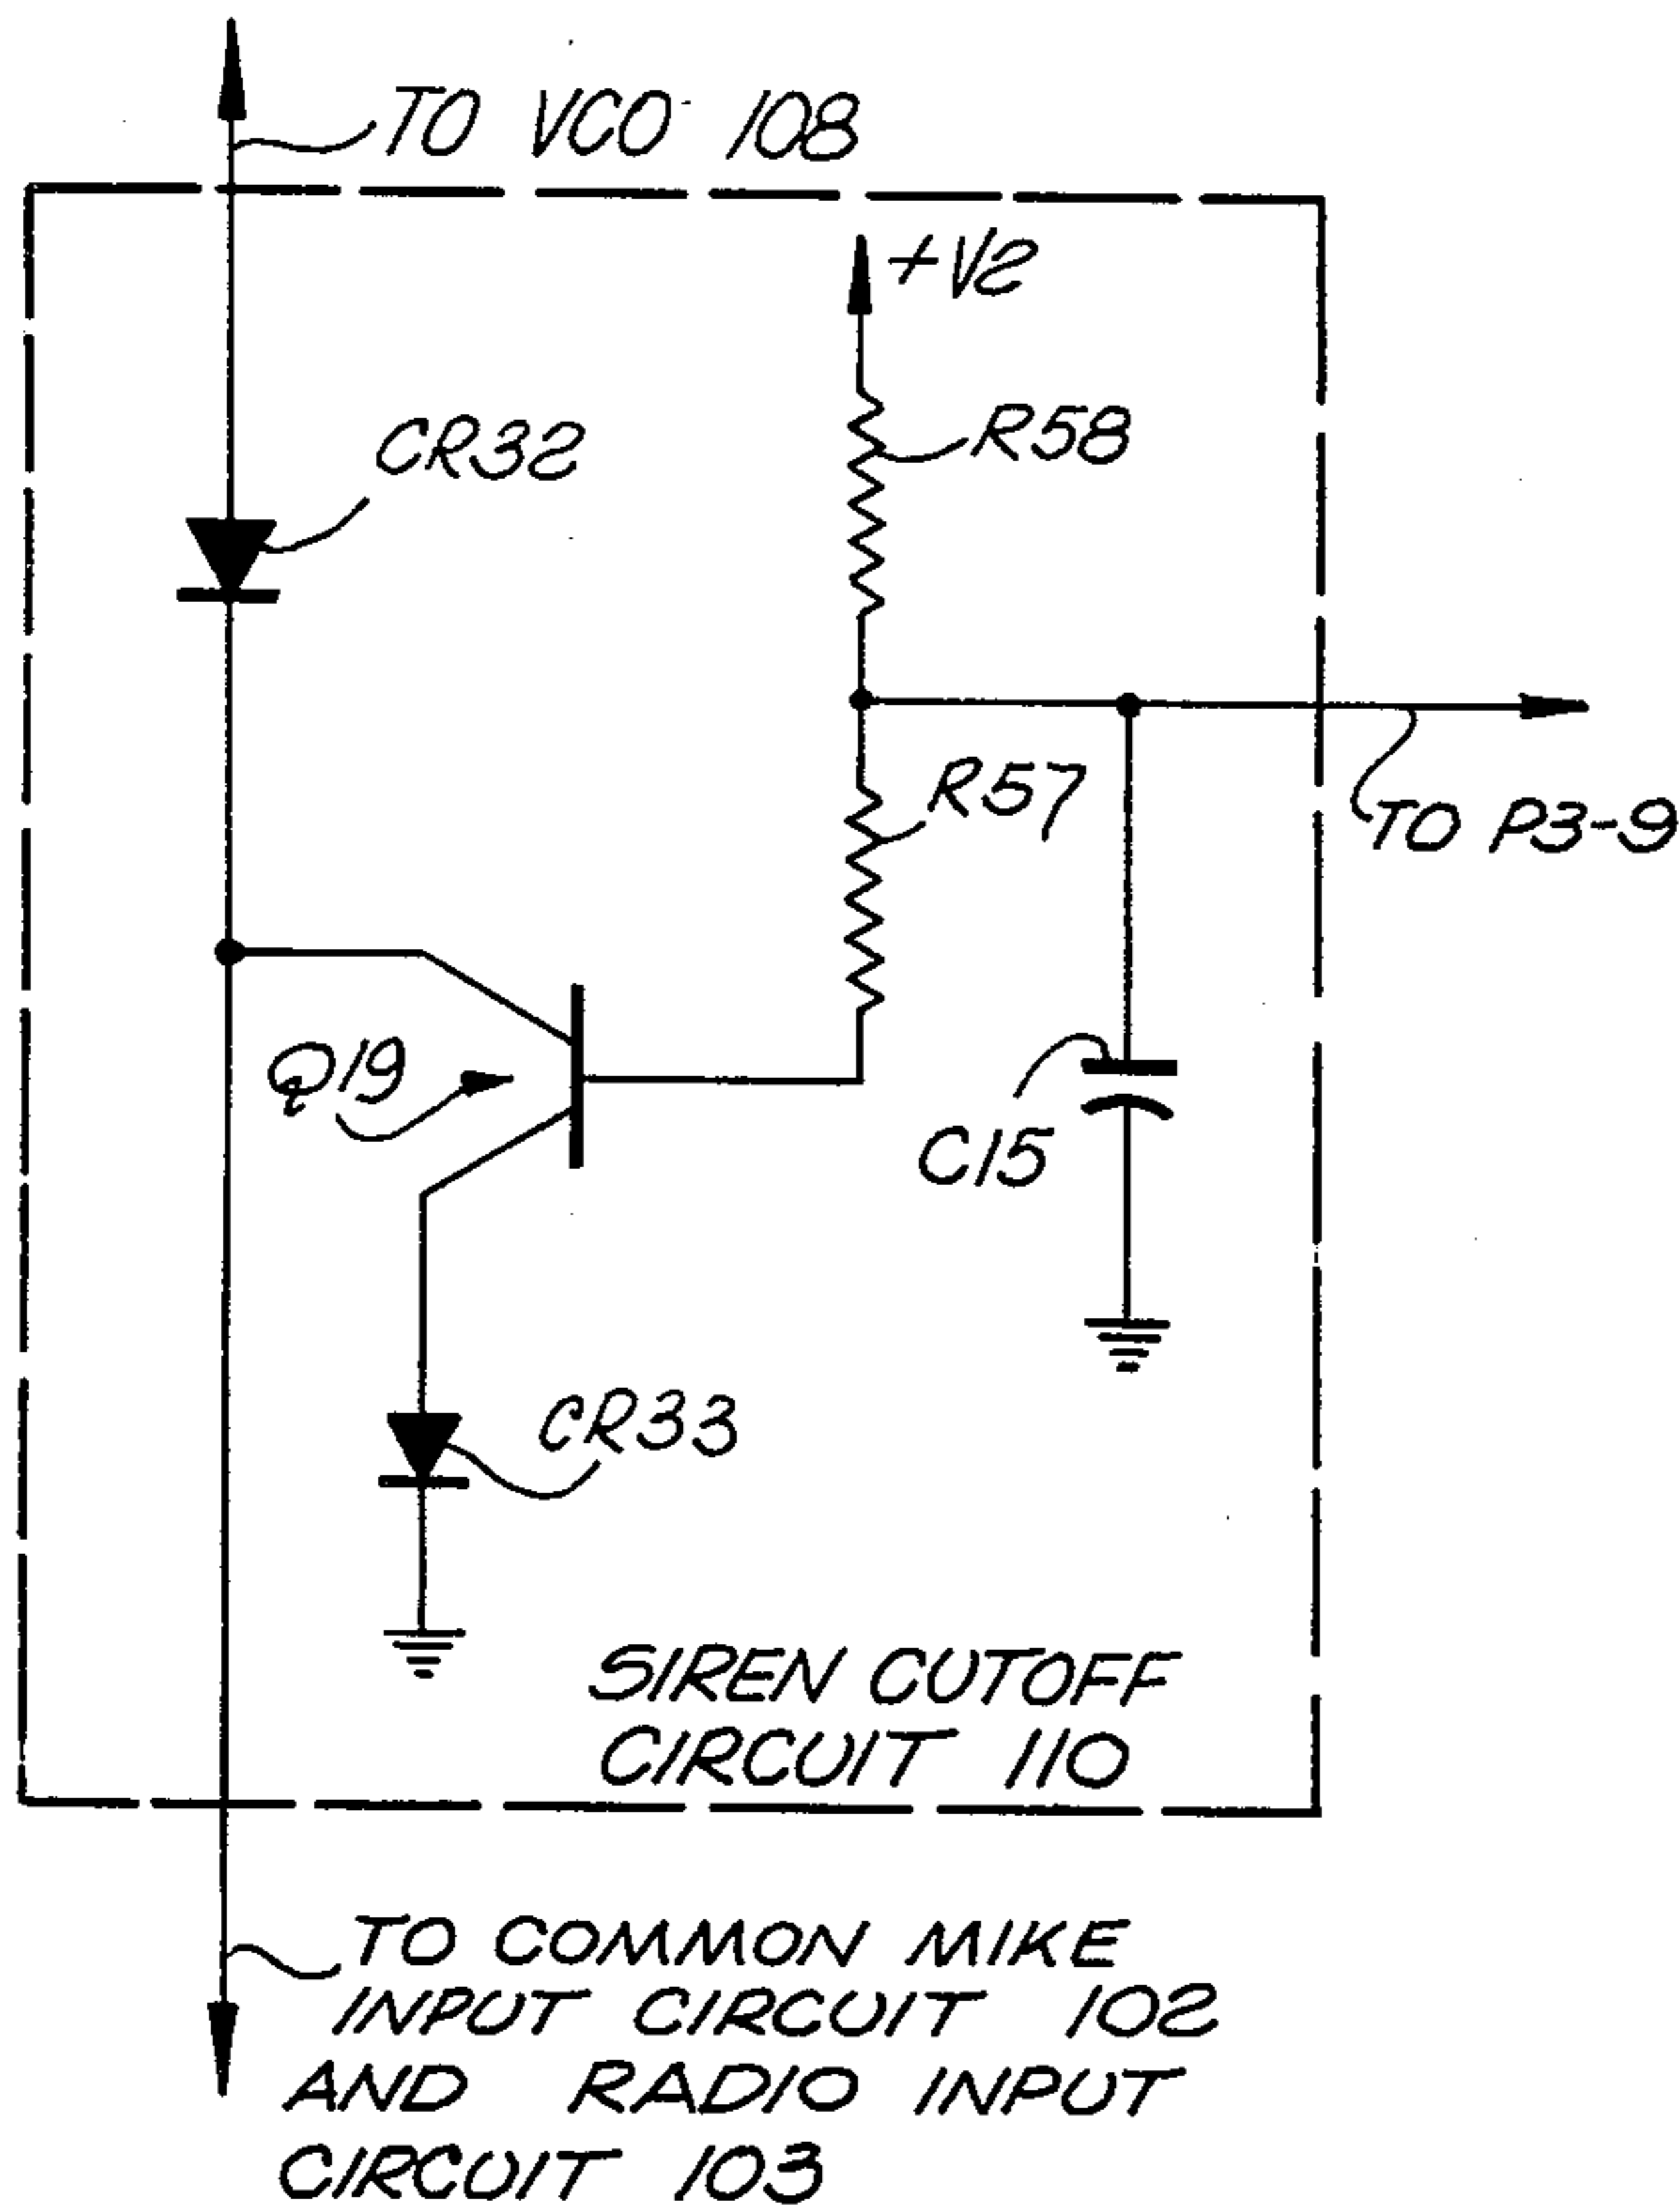 TO VCO 108
+V2
CR32
R58
R57
TO P3-9
Q19
C15
CR33
SIREN CUTOFF
CIRCUIT 110
TO COMMON MIKE
INPUT CIRCUIT 102
AND RADIO INPUT
CIRCUIT 103